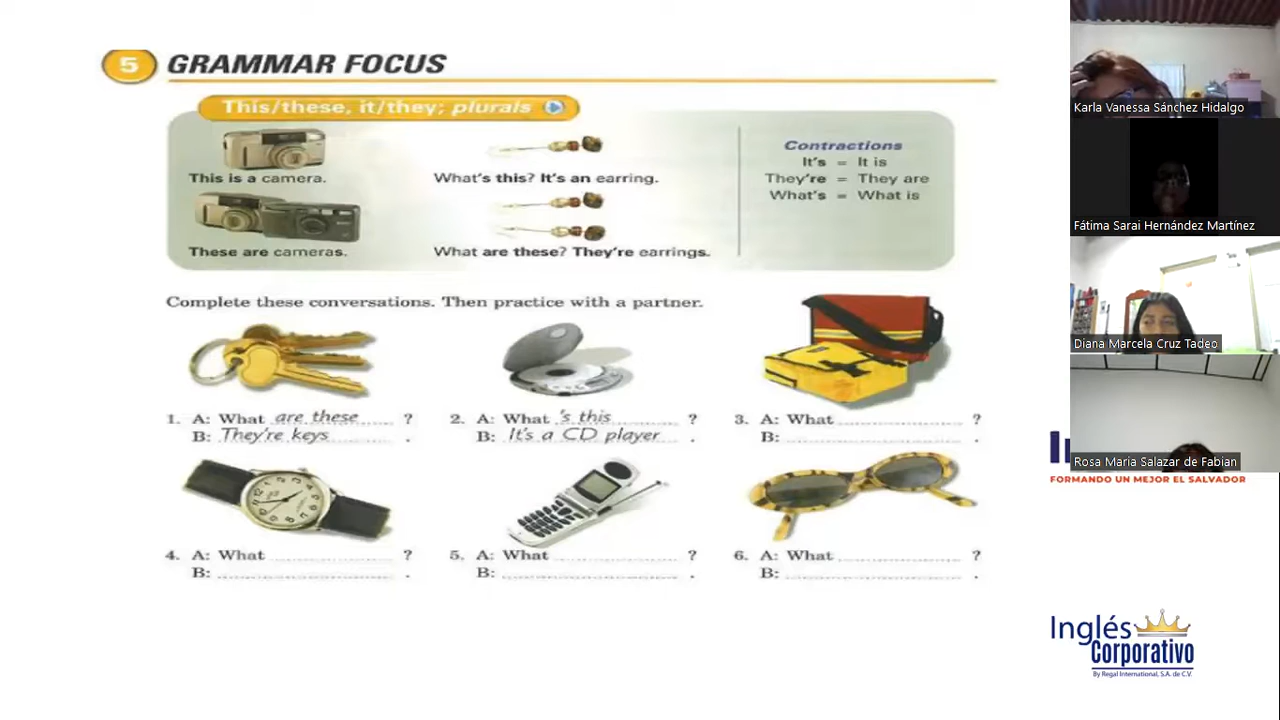 5 GRAMMAR FOCUS
This/these, it/they; plurals
This is a camera.
What's this? It's an earring.
These are cameras.
What are these? They're earrings.
Contractions
It's = It is
They're = They are
What's = What is
Complete these conversations. Then practice with a partner.
1. A: What are these ?
B: They're keys .
2. A: What 's this ?
B: It's a CD player .
3. A: What ?
B: .
4. A: What ?
B: .
5. A: What ?
B: .
6. A: What ?
B: .
Karla Vanessa Sánchez Hidalgo
Fátima Sarai Hernández Martínez
Diana Marcela Cruz Tadeo
Rosa Maria Salazar de Fabian
FORMANDO UN MEJOR EL SALVADOR
Inglés
Corporativo
By Regal International, S.A. de C.V.